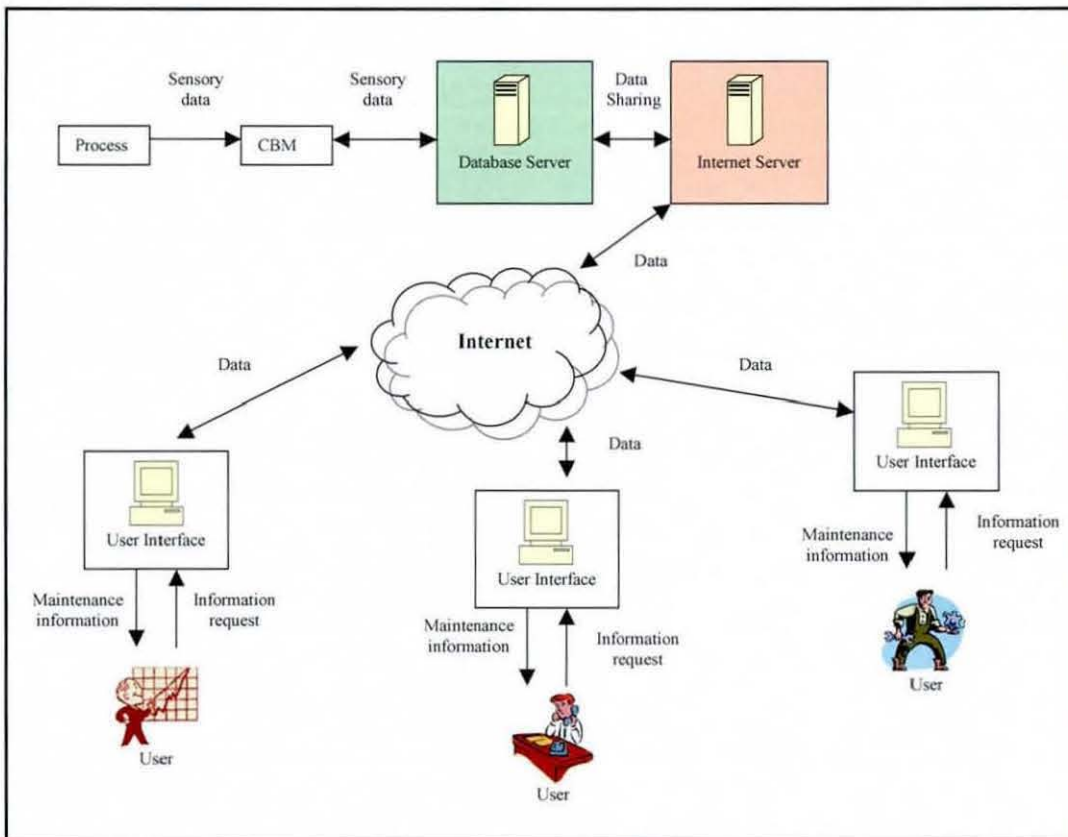 Sensory
data
Sensory
data
Data
Sharing
Process
CBM
Database Server
Internet Server
Data
Internet
Data
Data
Data
User Interface
User Interface
User Interface
Maintenance
information
Information
request
Maintenance
information
Information
request
Maintenance
information
Information
request
User
User
User